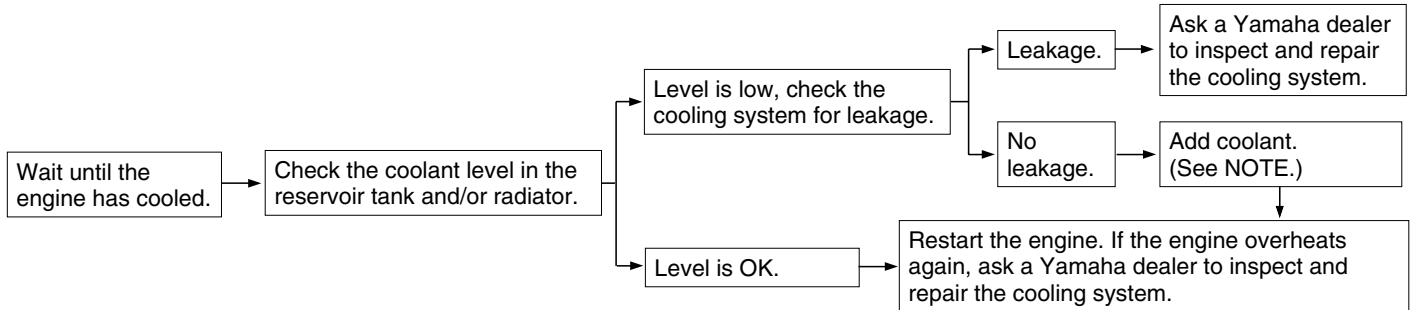 Wait until the
engine has cooled.
Check the coolant level in the
reservoir tank and/or radiator.
Level is low, check the
cooling system for leakage.
Leakage.
Ask a Yamaha dealer
to inspect and repair
the cooling system.
No
leakage.
Add coolant.
(See NOTE.)
Level is OK.
Restart the engine. If the engine overheats
again, ask a Yamaha dealer to inspect and
repair the cooling system.